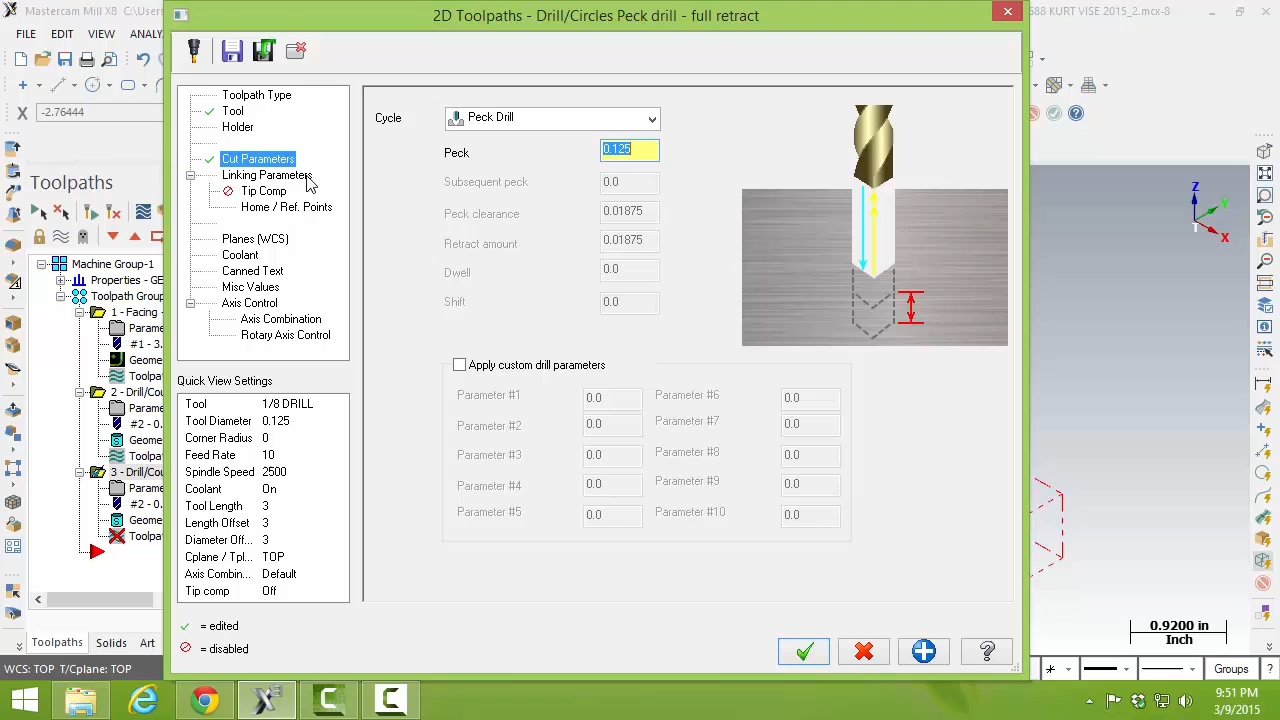 Mastercam Mill X8
2D Toolpaths - Drill/Circles Peck drill - full retract
588 KURT VISE 2015_2.mcx-8
FILE
EDIT
VIEW
X
-2.76444
Toolpaths
Machine Group-1
Properties - GE
Toolpath Group
1 - Facing
Parame
#1 - 3.
Geome
Toolpa
2 - Drill/Cou
Parame
#2 - 0.
Geome
Toolpa
3 - Drill/Cou
Parame
#2 - 0.
Geome
Toolpa
Toolpaths
Solids
Art
WCS: TOP T/Cplane: TOP
Toolpath Type
Tool
Holder
Cut Parameters
Linking Parameters
Tip Comp
Home / Ref. Points
Planes (WCS)
Coolant
Canned Text
Misc Values
Axis Control
Axis Combination
Rotary Axis Control
Quick View Settings
Tool 1/8 DRILL
Tool Diameter 0.125
Corner Radius 0
Feed Rate 10
Spindle Speed 2500
Coolant On
Tool Length 3
Length Offset 3
Diameter Off... 3
Cplane / Tpl... TOP
Axis Combin... Default
Tip comp Off
= edited
= disabled
Cycle Peck Drill
Peck 0.125
Subsequent peck 0.0
Peck clearance 0.01875
Retract amount 0.01875
Dwell 0.0
Shift 0.0
Apply custom drill parameters
Parameter #1 0.0 Parameter #6 0.0
Parameter #2 0.0 Parameter #7 0.0
Parameter #3 0.0 Parameter #8 0.0
Parameter #4 0.0 Parameter #9 0.0
Parameter #5 0.0 Parameter #10 0.0
Z
Y
X
0.9200 in
Inch
Groups
?
9:51 PM
3/9/2015